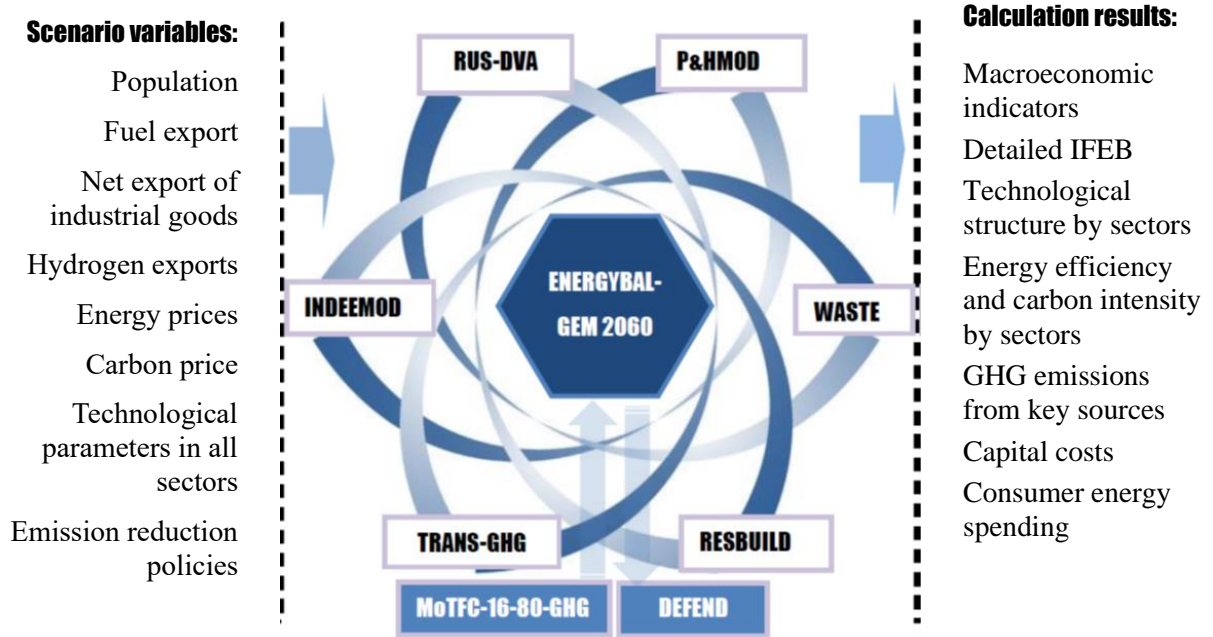 Scenario variables:
Population
Fuel export
Net export of
industrial goods
Hydrogen exports
Energy prices
Carbon price
Technological
parameters in all
sectors
Emission reduction
policies
RUS-DVA
P&HMOD
INDEEMOD
ENERGYBAL-
GEM 2060
WASTE
TRANS-GHG
RESBUILD
MoTFC-16-80-GHG
DEFEND
Calculation results:
Macroeconomic
indicators
Detailed IFEB
Technological
structure by sectors
Energy efficiency
and carbon intensity
by sectors
GHG emissions
from key sources
Capital costs
Consumer energy
spending